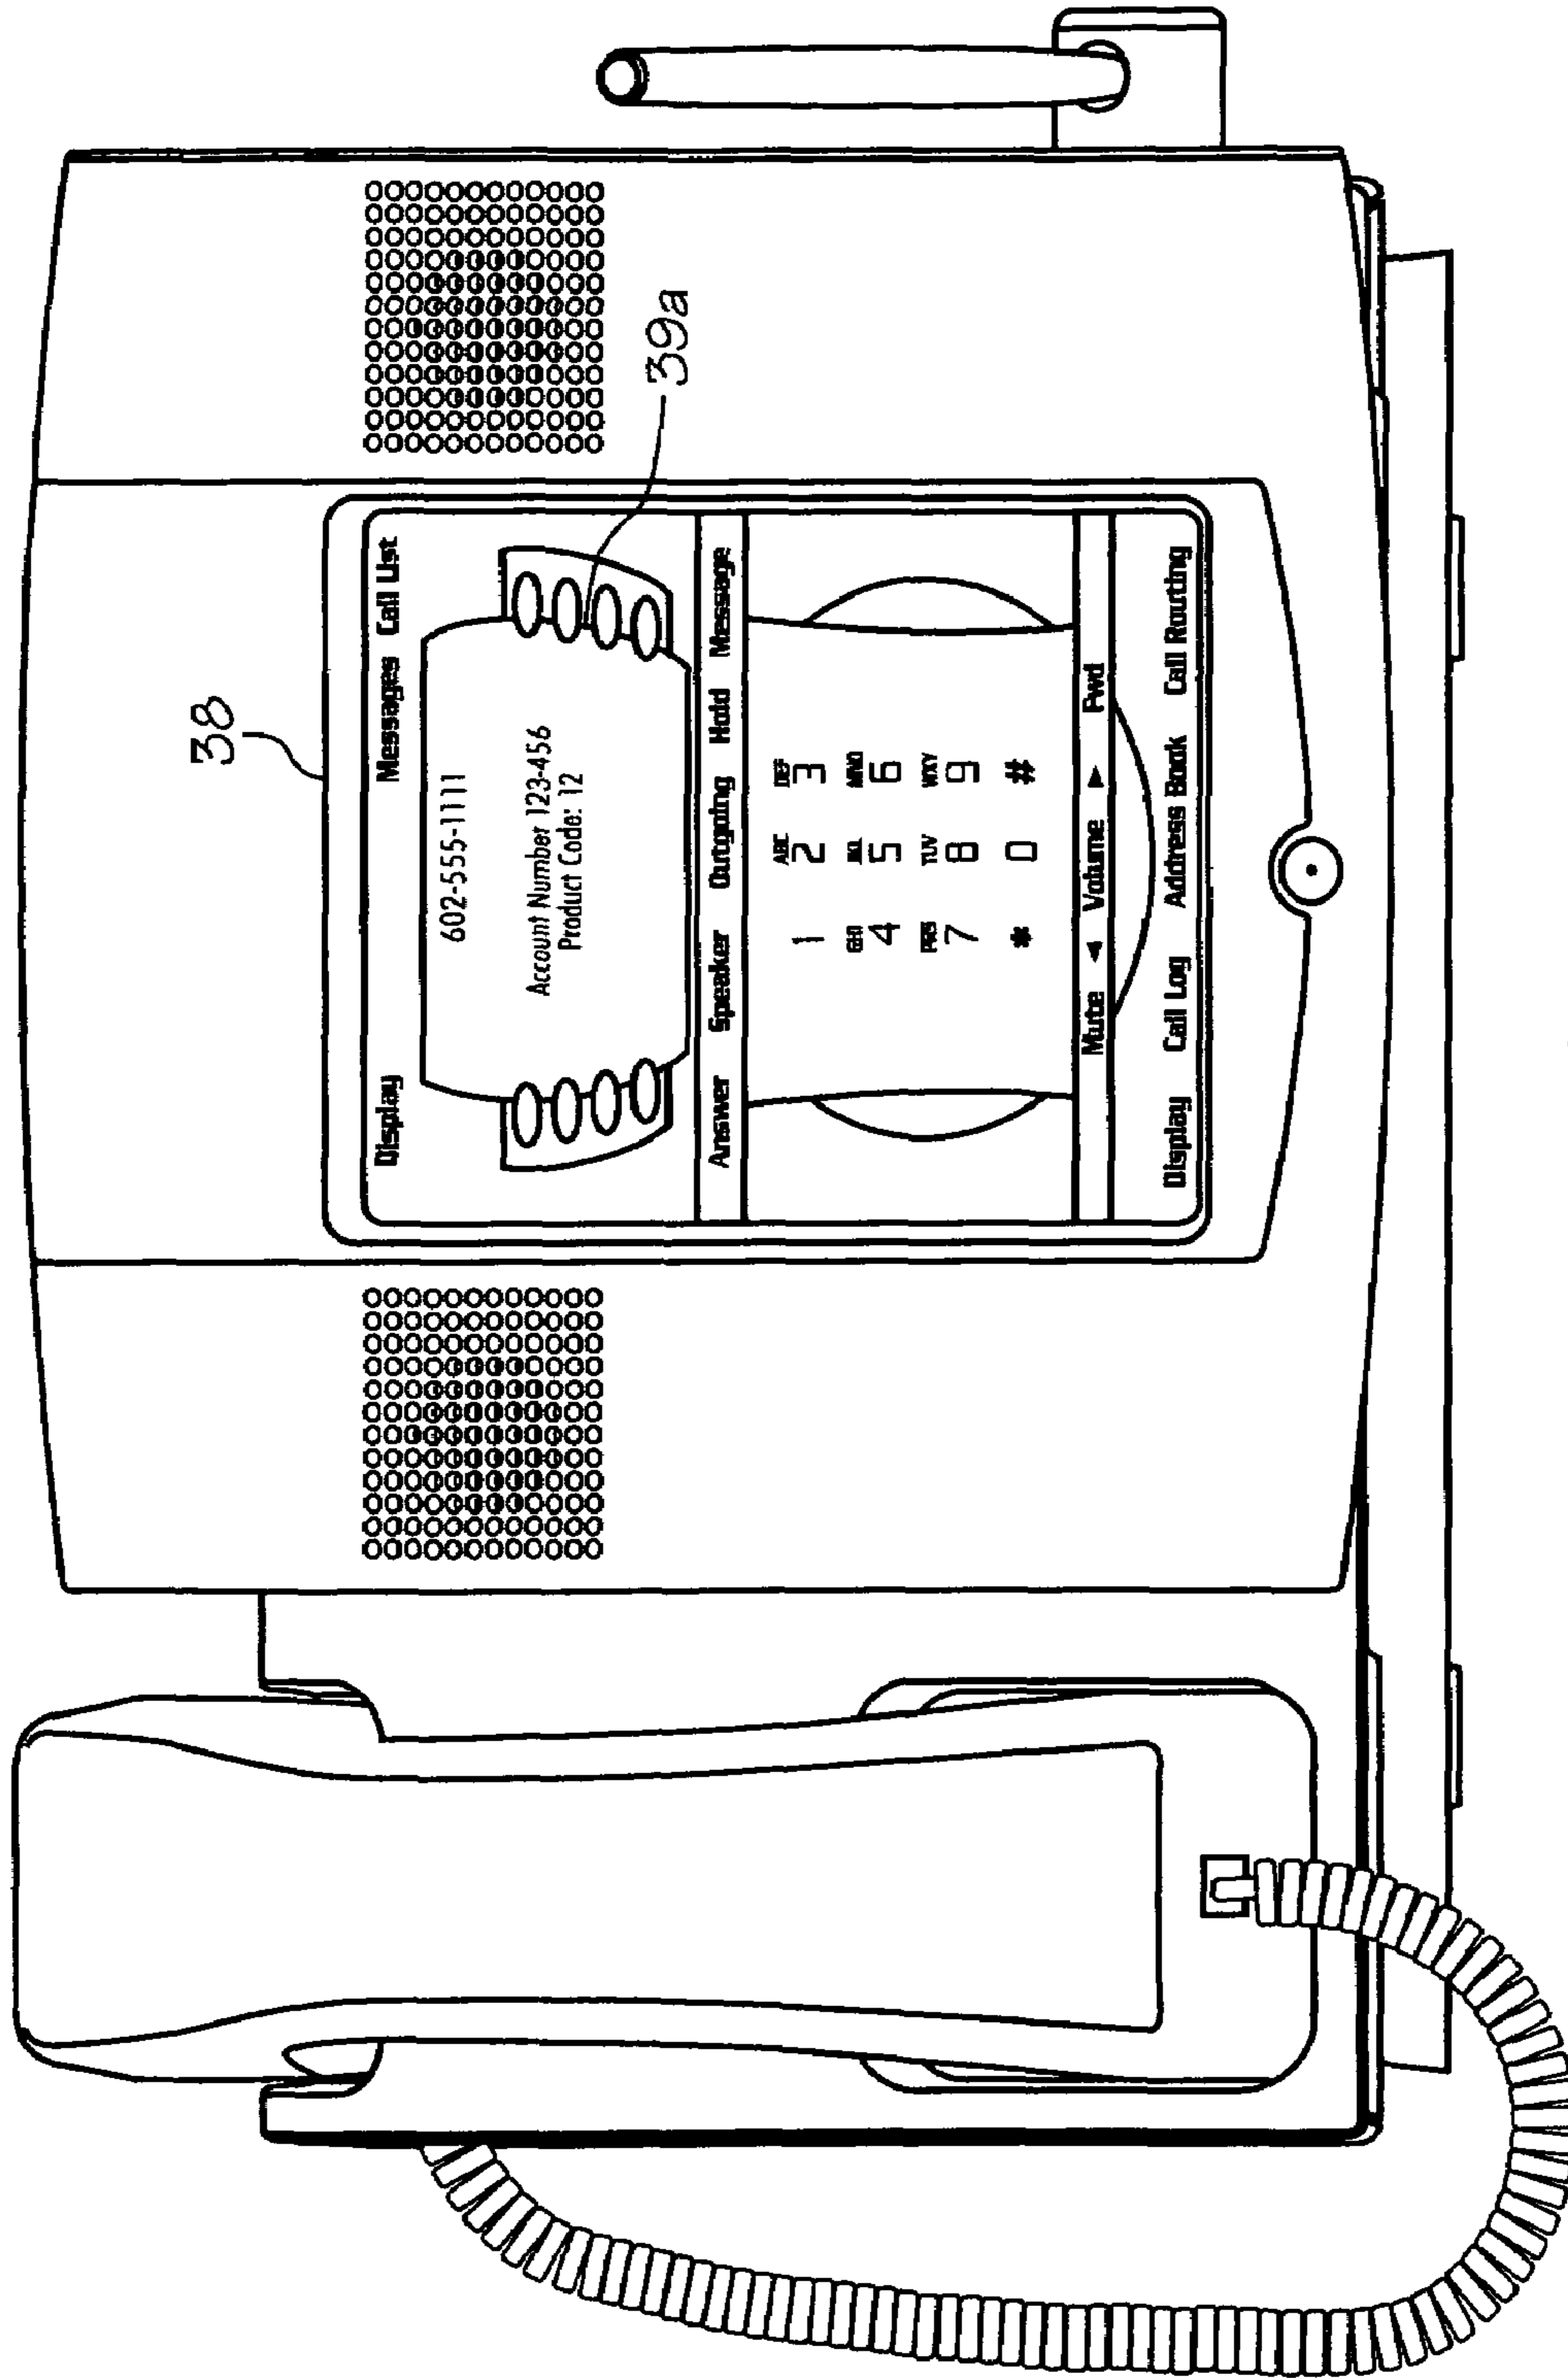 38
Display Messages Call List
602-555-1111
Account Number 123-456
Product Code: 12
39a
Answer Speaker Outgoing Hold Message
ABC DEF
1 2 3
GHI JKL MNO
4 5 6
PRS TUV WXY
7 8 9
* 0 #
Mute ◄ Volume ► Fwd
Display Call Log Address Book Call Routing